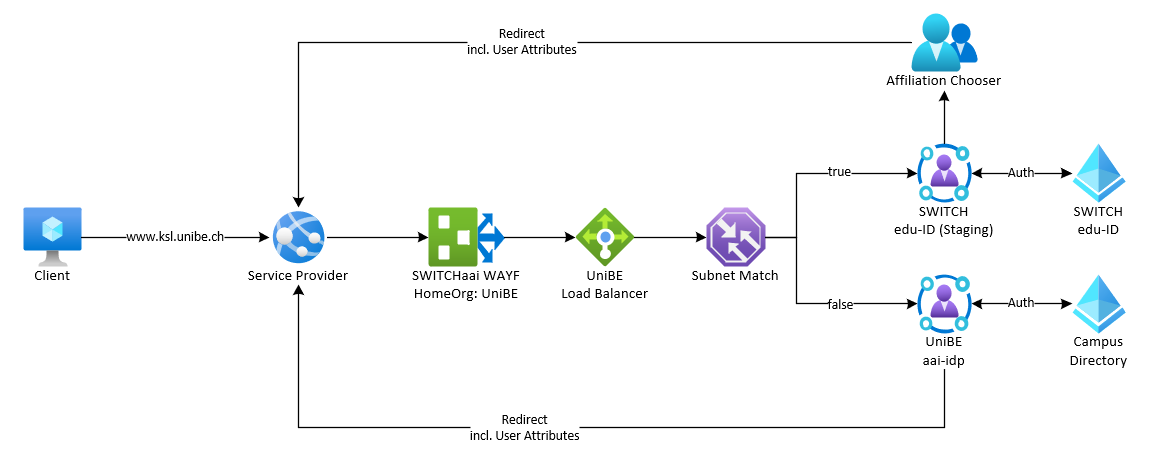 Redirect
incl. User Attributes
Affiliation Chooser
true
Auth
SWITCH
edu-ID (Staging)
SWITCH
edu-ID
www.ksl.unibe.ch
Client
Service Provider
SWITCHaai WAYF
HomeOrg: UniBE
UniBE
Load Balancer
Subnet Match
false
Auth
UniBE
aai-idp
Campus
Directory
Redirect
incl. User Attributes